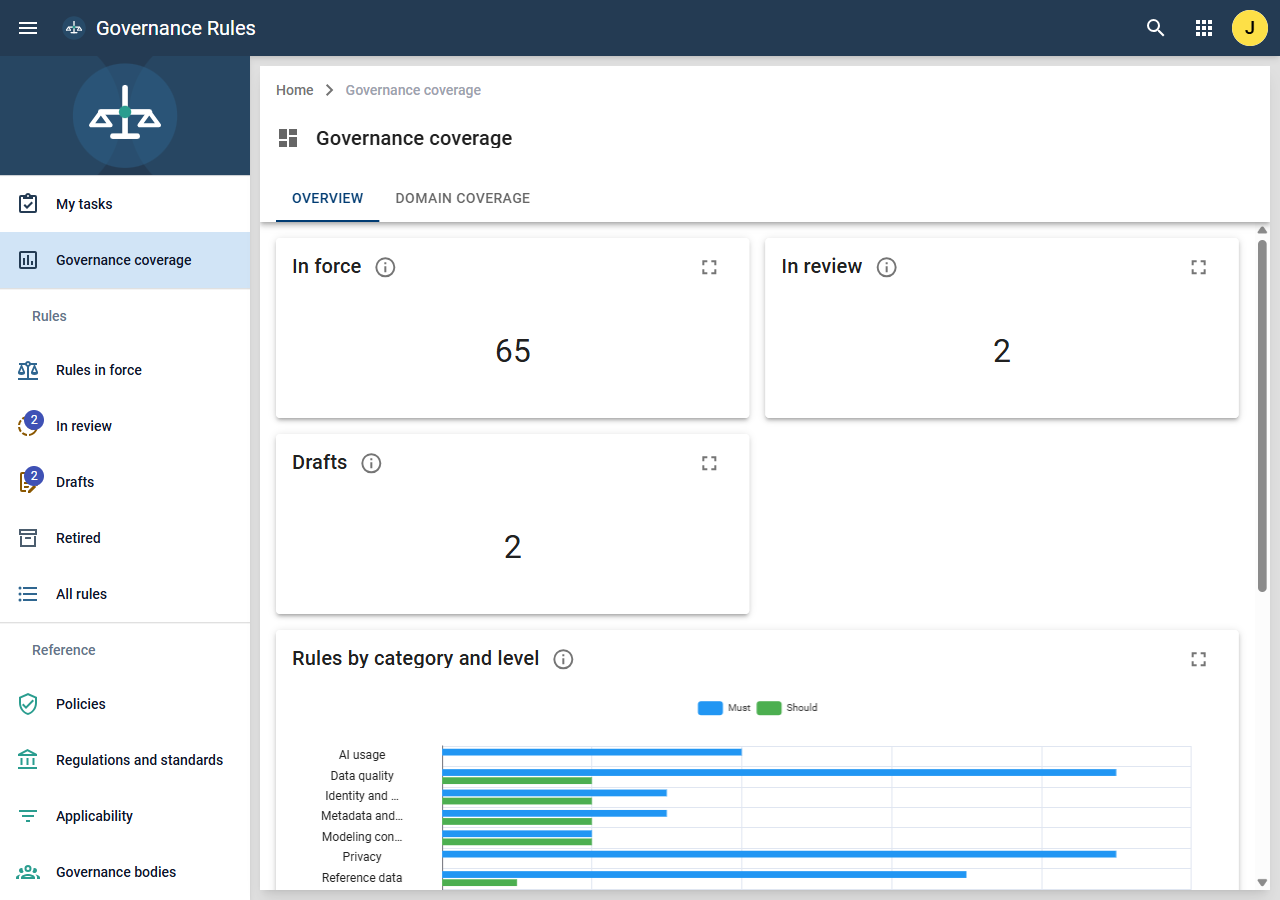 Governance Rules
J
My tasks
Governance coverage
Rules
Rules in force
2
In review
2
Drafts
Retired
All rules
Reference
Policies
Regulations and standards
Applicability
Governance bodies
Home > Governance coverage
Governance coverage
OVERVIEW DOMAIN COVERAGE
In force
65
In review
2
Drafts
2
Rules by category and level
Must Should
AI usage
Data quality
Identity and ...
Metadata and...
Modeling con...
Privacy
Reference data